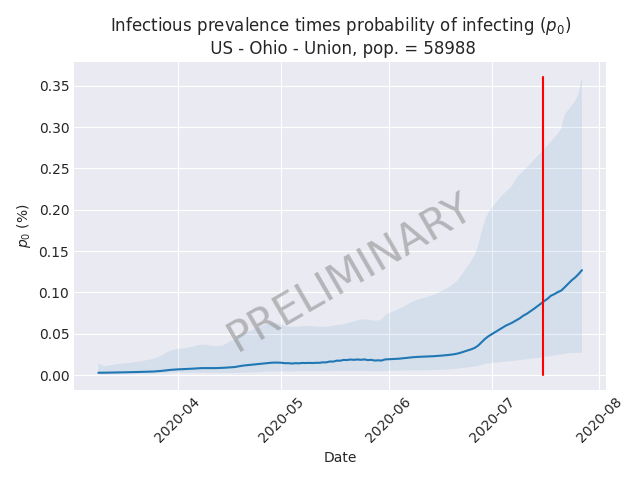 Infectious prevalence times probability of infecting (p₀)
US - Ohio - Union, pop. = 58988
0.35
0.30
0.25
0.20
0.15
0.10
0.05
0.00
p₀ (%)
PRELIMINARY
2020-04
2020-05
2020-06
2020-07
2020-08
Date